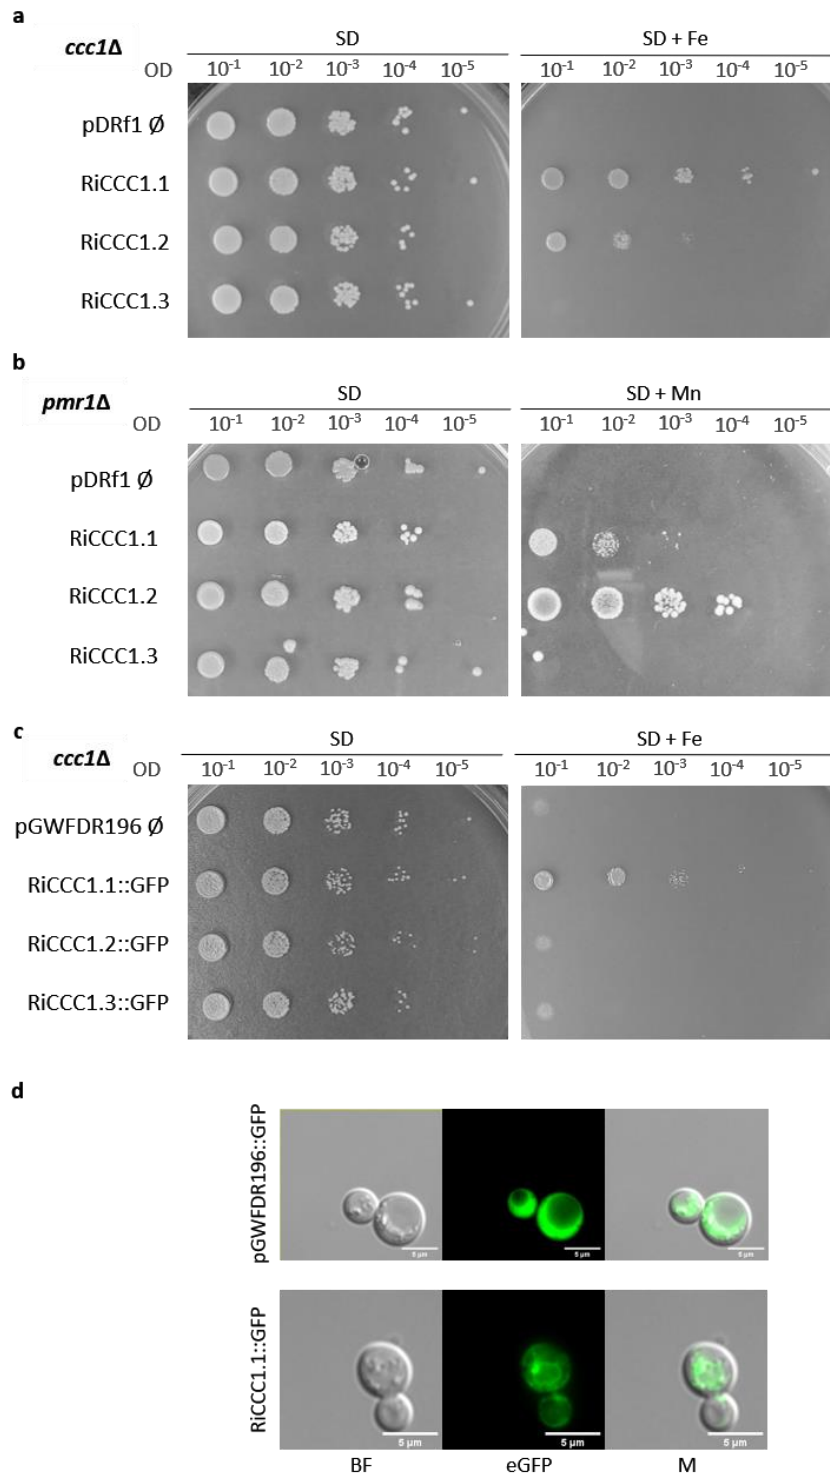 a
ccc1Δ
SD
SD + Fe
OD
10⁻¹ 10⁻² 10⁻³ 10⁻⁴ 10⁻⁵
10⁻¹ 10⁻² 10⁻³ 10⁻⁴ 10⁻⁵
pDRf1 Ø
RiCCC1.1
RiCCC1.2
RiCCC1.3
b
pmr1Δ
SD
SD + Mn
OD
10⁻¹ 10⁻² 10⁻³ 10⁻⁴ 10⁻⁵
10⁻¹ 10⁻² 10⁻³ 10⁻⁴ 10⁻⁵
pDRf1 Ø
RiCCC1.1
RiCCC1.2
RiCCC1.3
c
ccc1Δ
SD
SD + Fe
OD
10⁻¹ 10⁻² 10⁻³ 10⁻⁴ 10⁻⁵
10⁻¹ 10⁻² 10⁻³ 10⁻⁴ 10⁻⁵
pGWFDR196 Ø
RiCCC1.1::GFP
RiCCC1.2::GFP
RiCCC1.3::GFP
d
pGWFDR196::GFP
5 µm
5 µm
5 µm
RiCCC1.1::GFP
5 µm
5 µm
5 µm
BF
eGFP
M